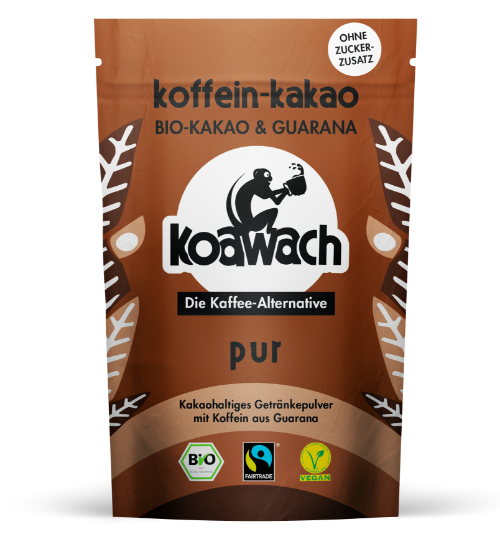 OHNE
ZUCKER-
ZUSATZ
koffein-kakao
BIO-KAKAO & GUARANA
koawach
Die Kaffee-Alternative
pur
Kakaohaltiges Getränkepulver
mit Koffein aus Guarana
BIO
FAIRTRADE
VEGAN